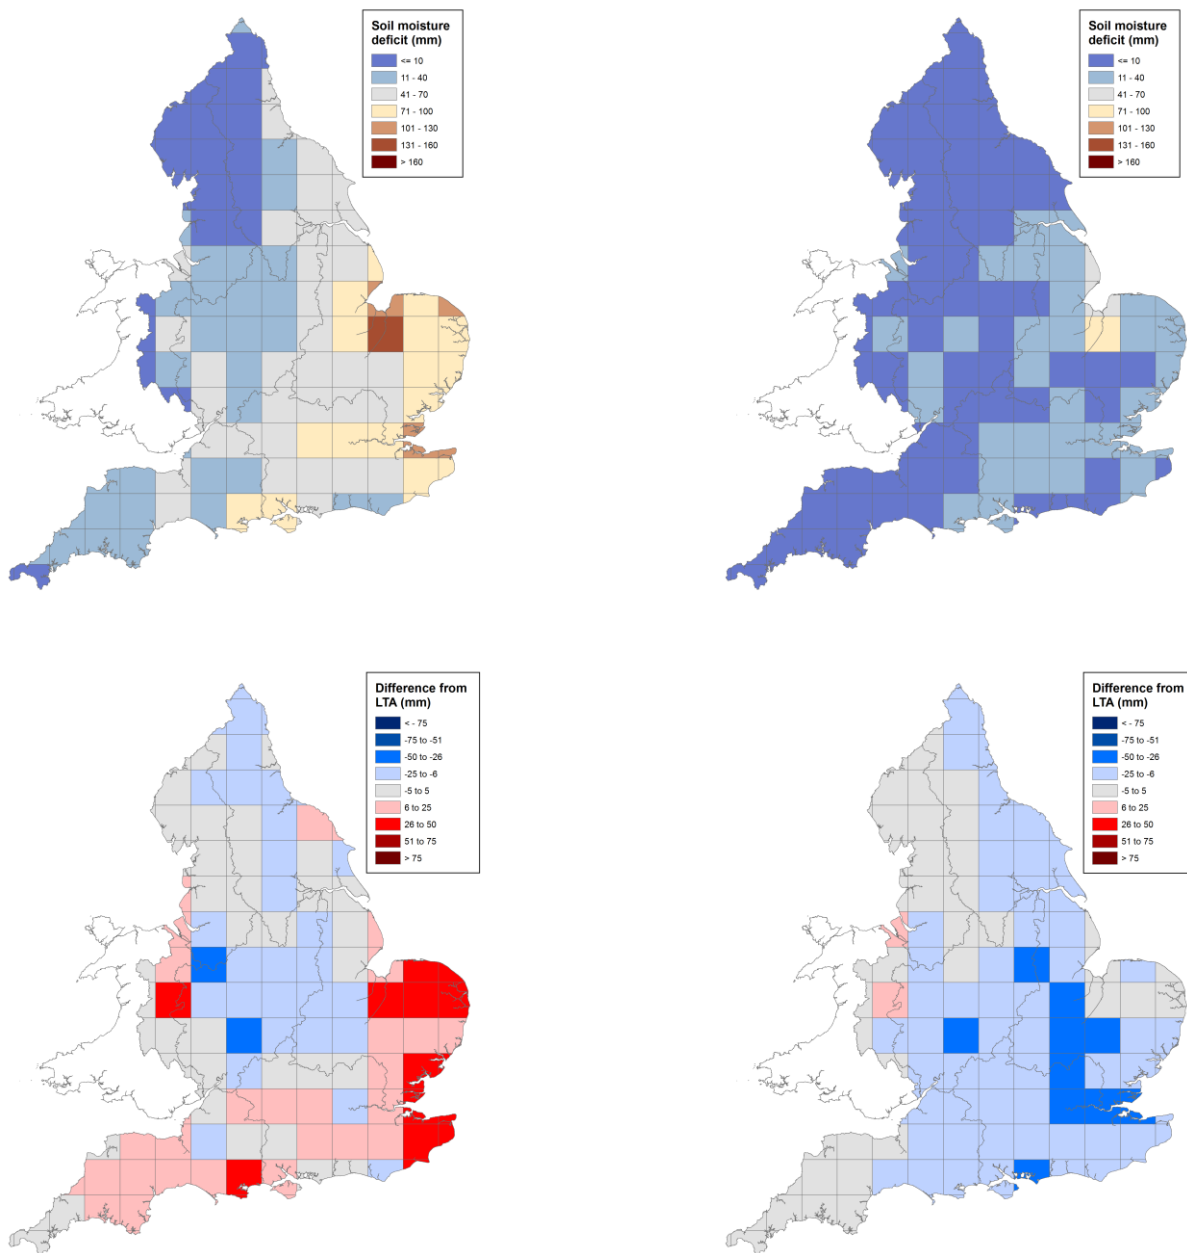 Soil moisture
deficit (mm)
<= 10
11 - 40
41 - 70
71 - 100
101 - 130
131 - 160
> 160
Soil moisture
deficit (mm)
<= 10
11 - 40
41 - 70
71 - 100
101 - 130
131 - 160
> 160
Difference from
LTA (mm)
< - 75
-75 to -51
-50 to -26
-25 to -6
-5 to 5
6 to 25
26 to 50
51 to 75
> 75
Difference from
LTA (mm)
< - 75
-75 to -51
-50 to -26
-25 to -6
-5 to 5
6 to 25
26 to 50
51 to 75
> 75